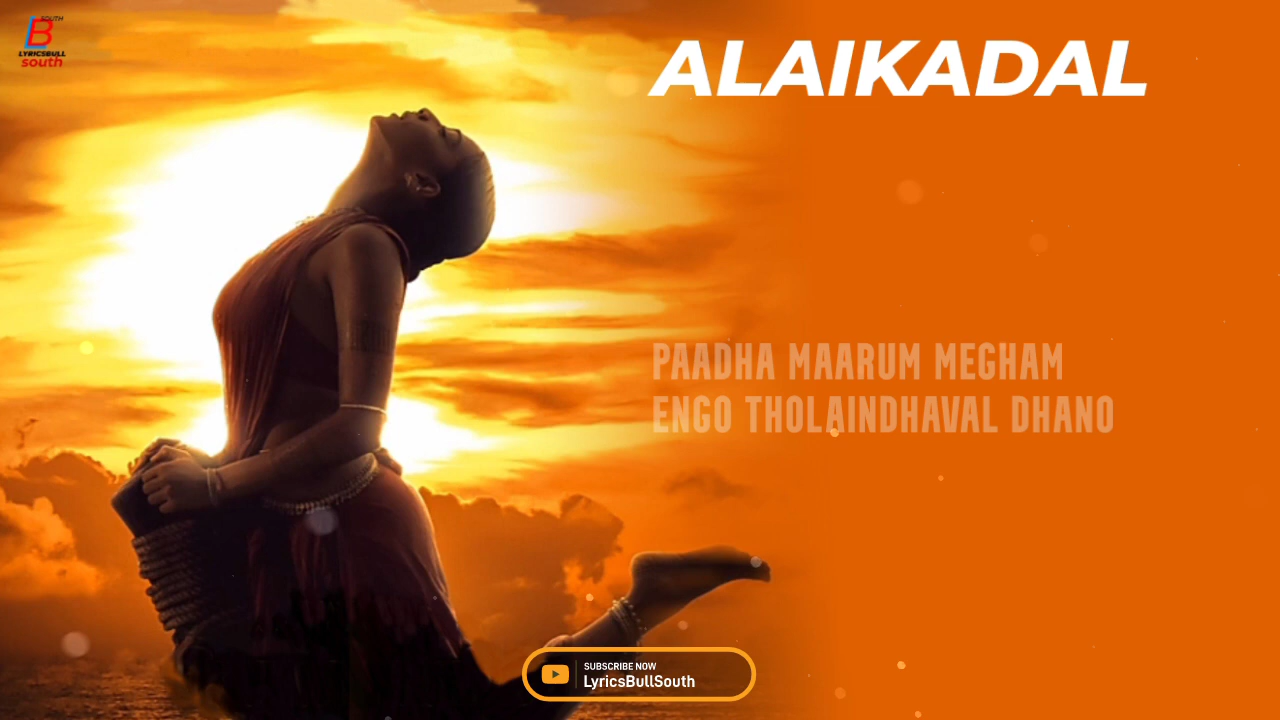 SOUTH
B
LYRICSBULL
south
ALAIKADAL
PAADHA MAARUM MEGHAM
ENGO THOLAINDHAVAL DHANO
SUBSCRIBE NOW
LyricsBullSouth